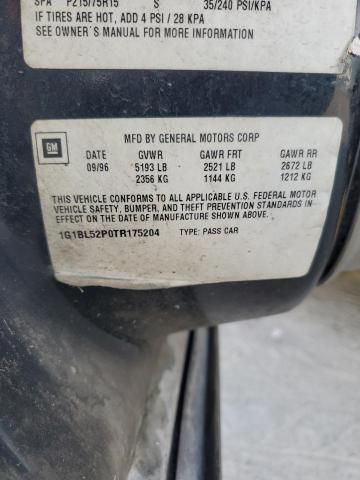 SPA P215/75R15 S 35/240 PSI/KPA
IF TIRES ARE HOT, ADD 4 PSI / 28 KPA
SEE OWNER'S MANUAL FOR MORE INFORMATION
GM
MFD BY GENERAL MOTORS CORP
DATE GVWR GAWR FRT GAWR RR
09/96 5193 LB 2521 LB 2672 LB
2356 KG 1144 KG 1212 KG
THIS VEHICLE CONFORMS TO ALL APPLICABLE U.S. FEDERAL MOTOR
VEHICLE SAFETY, BUMPER, AND THEFT PREVENTION STANDARDS IN
EFFECT ON THE DATE OF MANUFACTURE SHOWN ABOVE.
1G1BL52P0TR175204 TYPE: PASS CAR